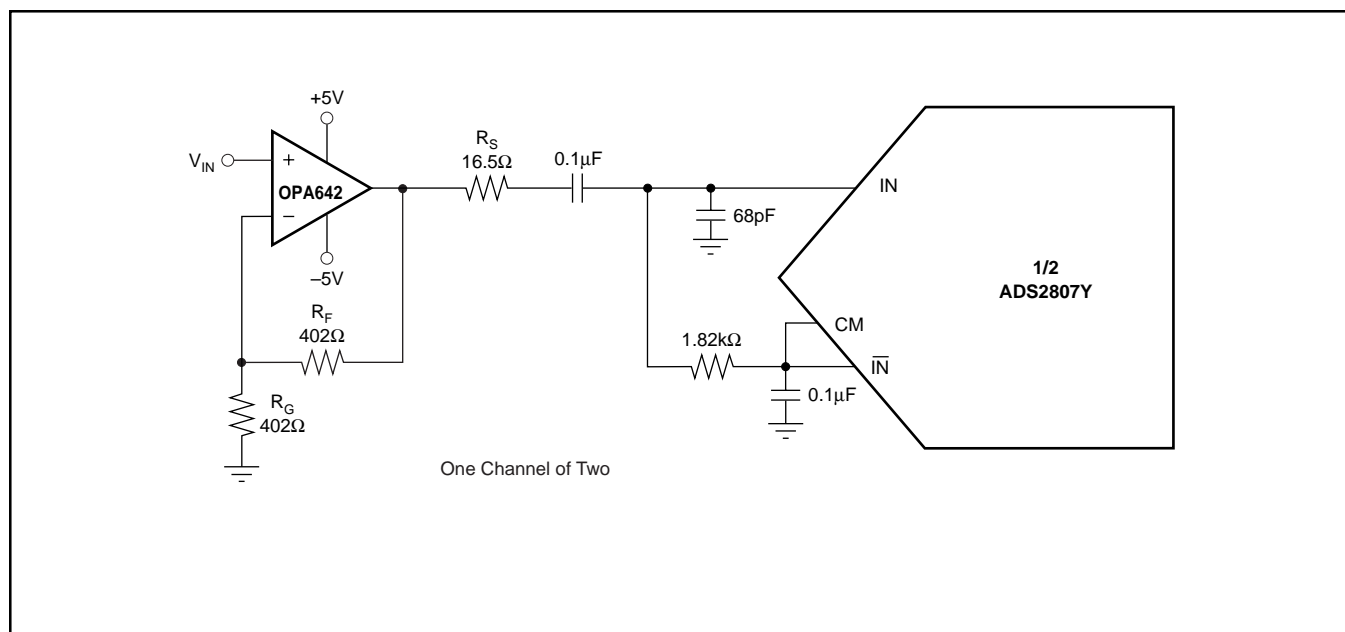 +5V
V_IN
+
OPA642
−
–5V
R_S
16.5Ω
0.1µF
IN
68pF
1/2
ADS2807Y
CM
1.82kΩ
I̅N̅
0.1µF
R_F
402Ω
R_G
402Ω
One Channel of Two